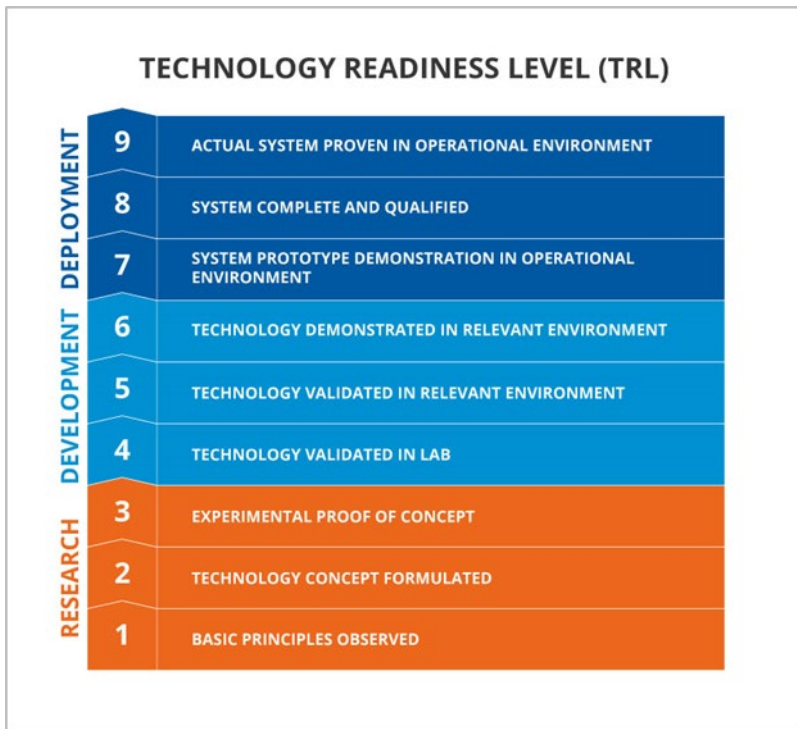 TECHNOLOGY READINESS LEVEL (TRL)
DEPLOYMENT
9 ACTUAL SYSTEM PROVEN IN OPERATIONAL ENVIRONMENT
8 SYSTEM COMPLETE AND QUALIFIED
7 SYSTEM PROTOTYPE DEMONSTRATION IN OPERATIONAL
ENVIRONMENT
DEVELOPMENT
6 TECHNOLOGY DEMONSTRATED IN RELEVANT ENVIRONMENT
5 TECHNOLOGY VALIDATED IN RELEVANT ENVIRONMENT
4 TECHNOLOGY VALIDATED IN LAB
RESEARCH
3 EXPERIMENTAL PROOF OF CONCEPT
2 TECHNOLOGY CONCEPT FORMULATED
1 BASIC PRINCIPLES OBSERVED